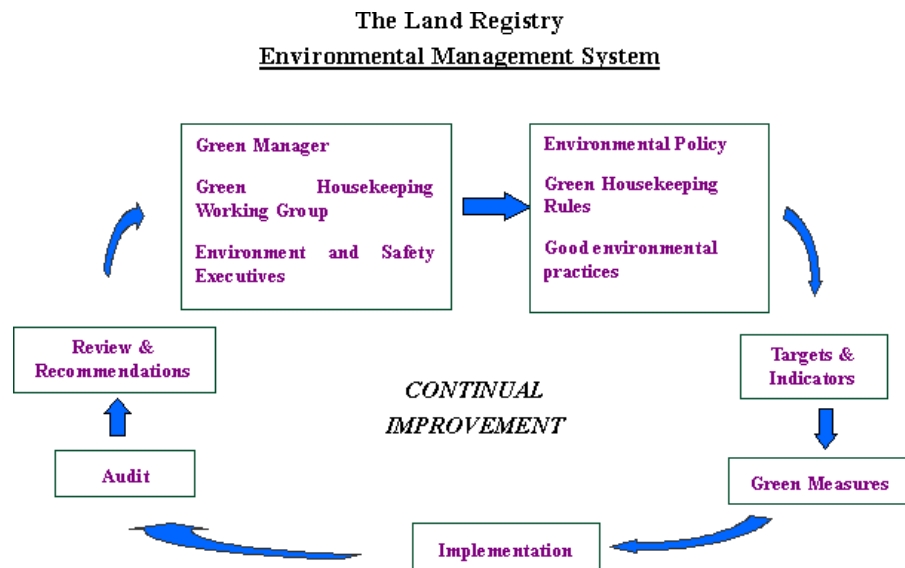 The Land Registry
Environmental Management System
Green Manager
Green Housekeeping
Working Group
Environment and Safety
Executives
Environmental Policy
Green Housekeeping
Rules
Good environmental
practices
Targets &
Indicators
Green Measures
Implementation
Audit
Review &
Recommendations
CONTINUAL
IMPROVEMENT